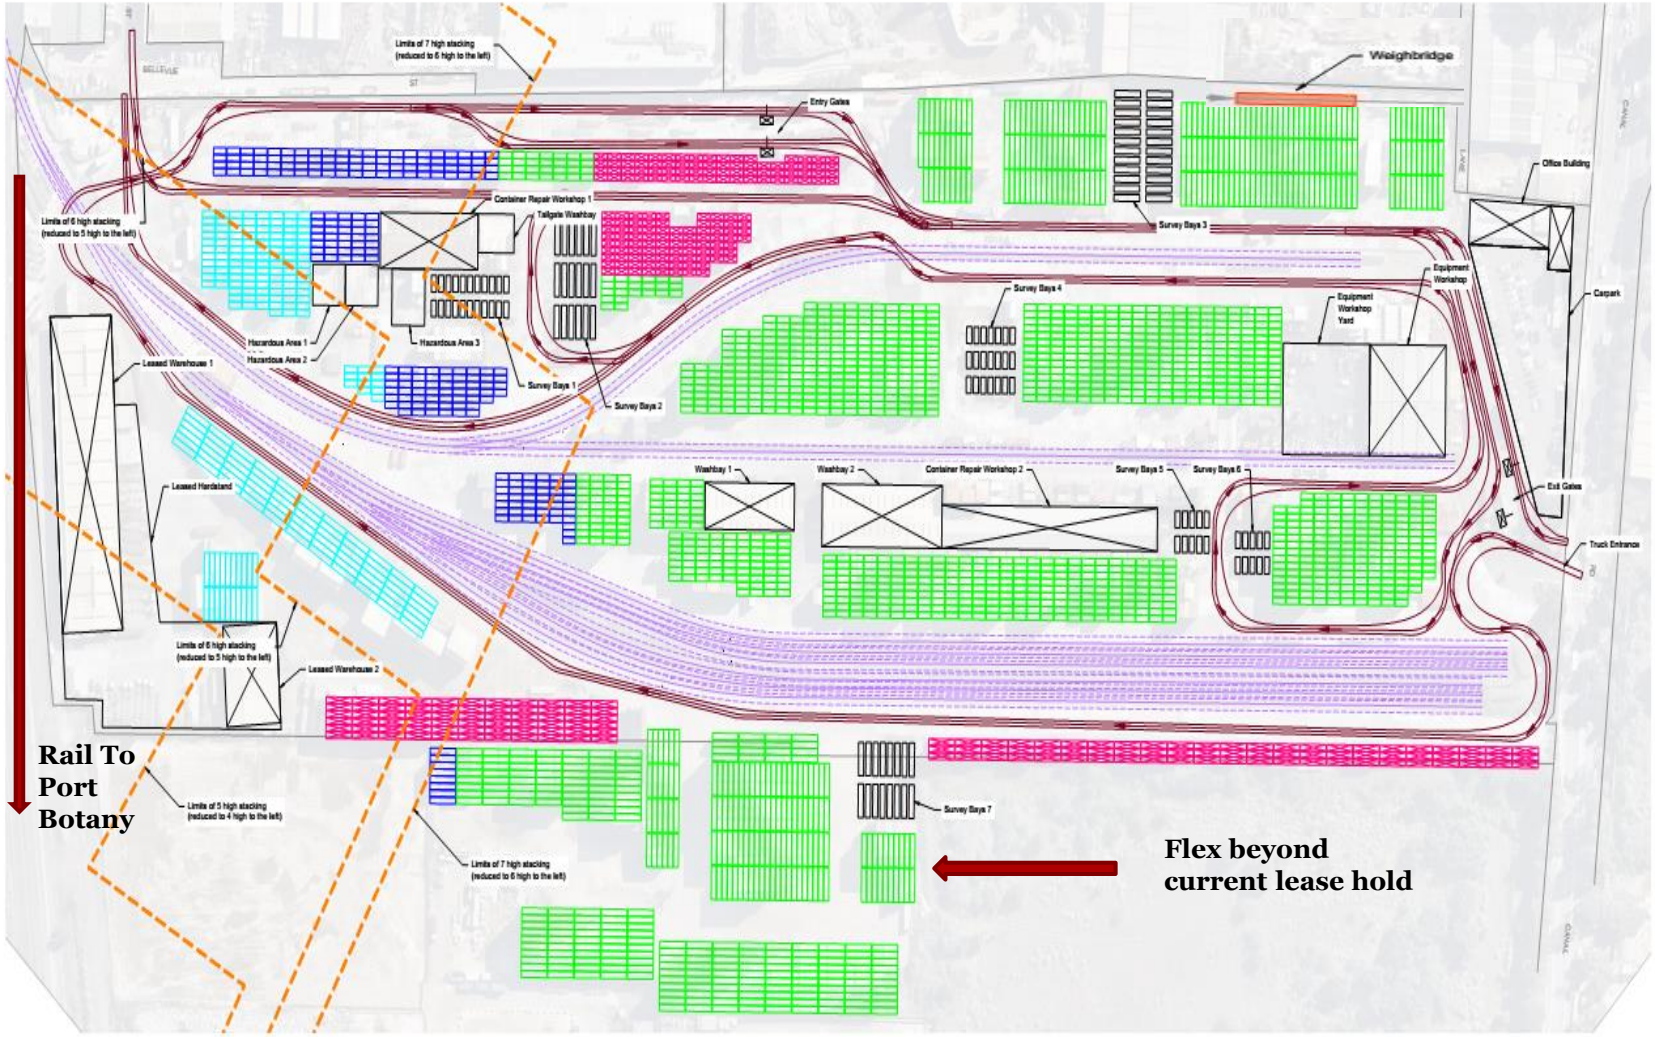 ST
Limits of 7 high stacking
(reduced to 6 high to the left)
Weighbridge
BELLEVUE
ST
Entry Gates
CANAL
LANE
Office Building
Container Repair Workshop 1
Tailgate Washbay
Limits of 6 high stacking
(reduced to 5 high to the left)
Survey Bays 3
Equipment
Workshop
Survey Bays 4
Equipment
Workshop
Yard
Carpark
Hazardous Area 1
Hazardous Area 3
Hazardous Area 2
Leased Warehouse 1
Survey Bays 1
Survey Bays 2
Washbay 1
Washbay 2
Container Repair Workshop 2
Survey Bays 5
Survey Bays 6
Leased Hardstand
Exit Gates
Truck Entrance
RD
Limits of 6 high stacking
(reduced to 5 high to the left)
Leased Warehouse 2
Rail To
Port
Botany
Limits of 5 high stacking
(reduced to 4 high to the left)
Survey Bays 7
Limits of 7 high stacking
(reduced to 6 high to the left)
Flex beyond
current lease hold
CANAL